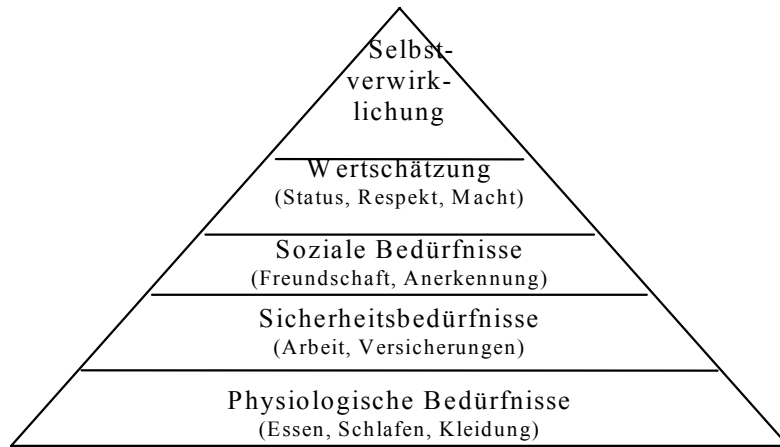 Selbst-
verwirk-
lichung
Wertschätzung
(Status, Respekt, Macht)
Soziale Bedürfnisse
(Freundschaft, Anerkennung)
Sicherheitsbedürfnisse
(Arbeit, Versicherungen)
Physiologische Bedürfnisse
(Essen, Schlafen, Kleidung)